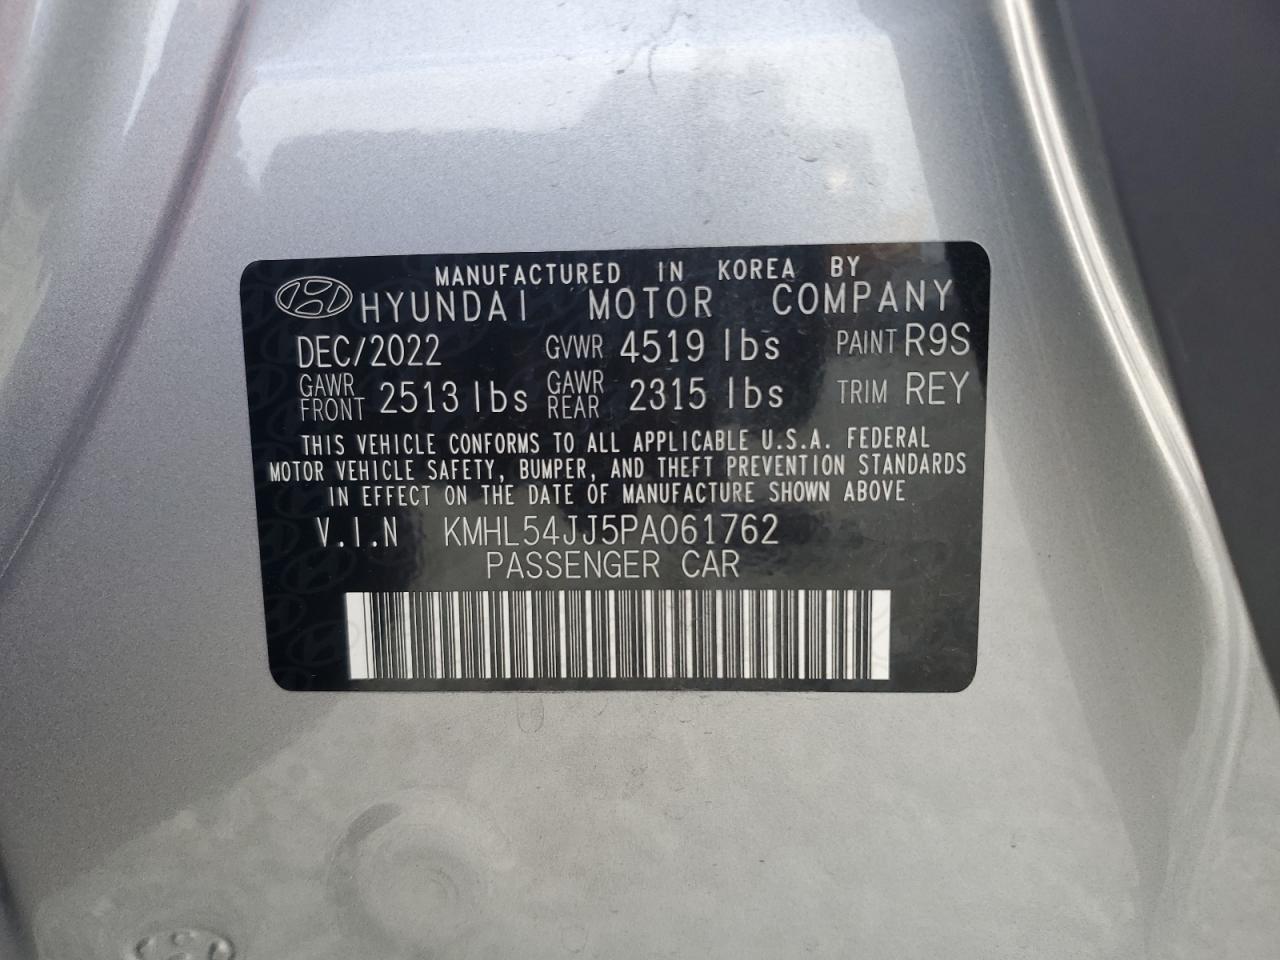 MANUFACTURED IN KOREA BY
HYUNDAI MOTOR COMPANY
DEC/2022 GVWR 4519 lbs PAINT R9S
GAWR FRONT 2513 lbs GAWR REAR 2315 lbs TRIM REY
THIS VEHICLE CONFORMS TO ALL APPLICABLE U.S.A. FEDERAL
MOTOR VEHICLE SAFETY, BUMPER, AND THEFT PREVENTION STANDARDS
IN EFFECT ON THE DATE OF MANUFACTURE SHOWN ABOVE
V.I.N KMHL54JJ5PA061762
PASSENGER CAR